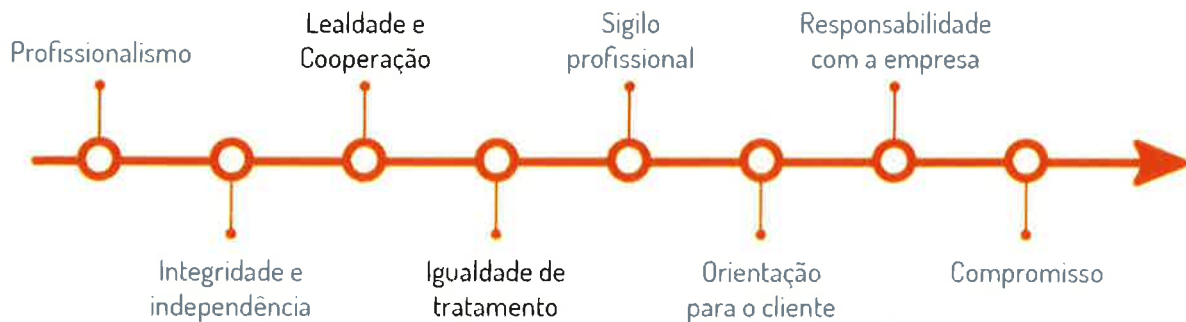 Profissionalismo
Lealdade e
Cooperação
Sigilo
profissional
Responsabilidade
com a empresa
Integridade e
independência
Igualdade de
tratamento
Orientação
para o cliente
Compromisso